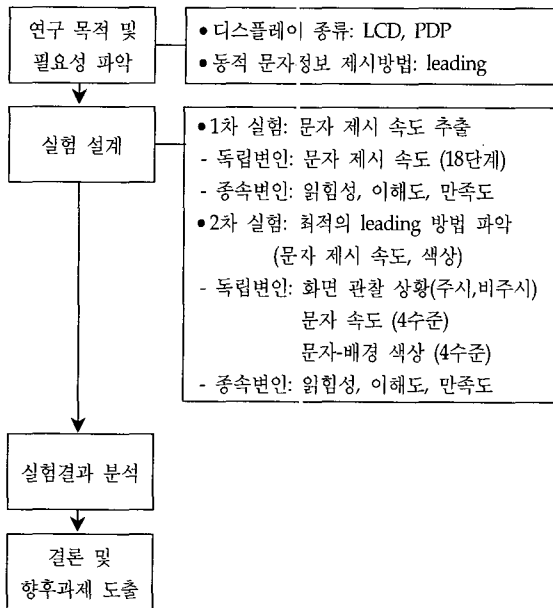 연구 목적 및
필요성 파악
• 디스플레이 종류: LCD, PDP
• 동적 문자정보 제시방법: leading
실험 설계
• 1차 실험: 문자 제시 속도 추출
- 독립변인: 문자 제시 속도 (18단계)
- 종속변인: 읽힘성, 이해도, 만족도
• 2차 실험: 최적의 leading 방법 파악
(문자 제시 속도, 색상)
- 독립변인: 화면 관찰 상황(주시,비주시)
문자 속도 (4수준)
문자-배경 색상 (4수준)
- 종속변인: 읽힘성, 이해도, 만족도
실험결과 분석
결론 및
향후과제 도출